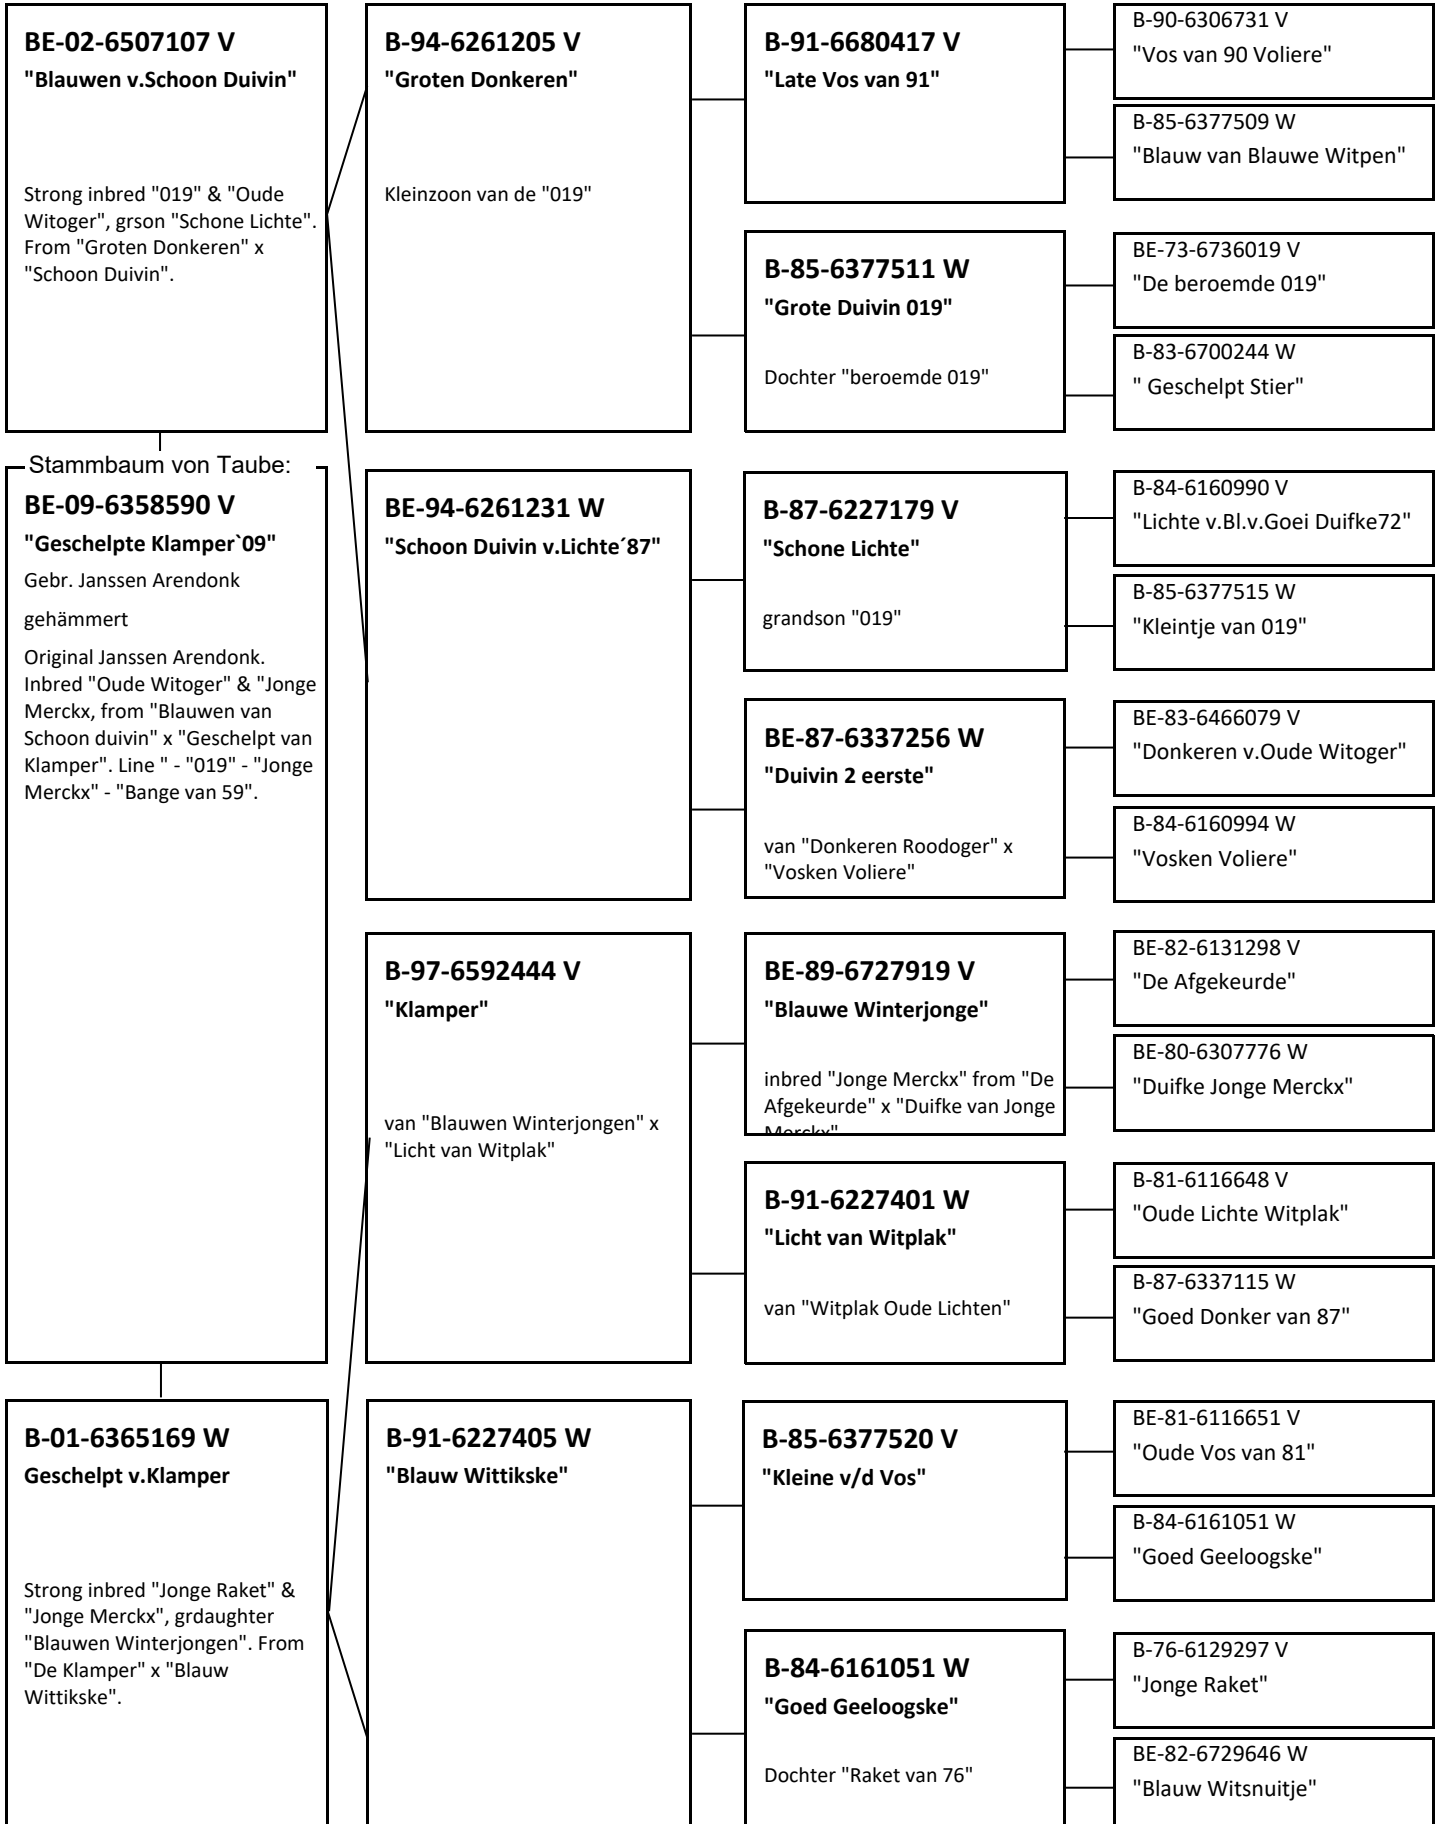 BE-02-6507107 V
"Blauwen v.Schoon Duivin"
Strong inbred "019" & "Oude
Witoger", grson "Schone Lichte".
From "Groten Donkeren" x
"Schoon Duivin".
Stammbaum von Taube:
BE-09-6358590 V
"Geschelpte Klamper`09"
Gebr. Janssen Arendonk
gehämmert
Original Janssen Arendonk.
Inbred "Oude Witoger" & "Jonge
Merckx, from "Blauwen van
Schoon duivin" x "Geschelpt van
Klamper". Line " - "019" - "Jonge
Merckx" - "Bange van 59".
B-01-6365169 W
Geschelpt v.Klamper
Strong inbred "Jonge Raket" &
"Jonge Merckx", grdaughter
"Blauwen Winterjongen". From
"De Klamper" x "Blauw
Wittikske".
B-94-6261205 V
"Groten Donkeren"
Kleinzoon van de "019"
BE-94-6261231 W
"Schoon Duivin v.Lichte´87"
B-97-6592444 V
"Klamper"
van "Blauwen Winterjongen" x
"Licht van Witplak"
B-91-6227405 W
"Blauw Wittikske"
B-91-6680417 V
"Late Vos van 91"
B-85-6377511 W
"Grote Duivin 019"
Dochter "beroemde 019"
B-87-6227179 V
"Schone Lichte"
grandson "019"
BE-87-6337256 W
"Duivin 2 eerste"
van "Donkeren Roodoger" x
"Vosken Voliere"
BE-89-6727919 V
"Blauwe Winterjonge"
inbred "Jonge Merckx" from "De
Afgekeurde" x "Duifke van Jonge
Merckx"
B-91-6227401 W
"Licht van Witplak"
van "Witplak Oude Lichten"
B-85-6377520 V
"Kleine v/d Vos"
B-84-6161051 W
"Goed Geeloogske"
Dochter "Raket van 76"
B-90-6306731 V
"Vos van 90 Voliere"
B-85-6377509 W
"Blauw van Blauwe Witpen"
BE-73-6736019 V
"De beroemde 019"
B-83-6700244 W
" Geschelpt Stier"
B-84-6160990 V
"Lichte v.Bl.v.Goei Duifke72"
B-85-6377515 W
"Kleintje van 019"
BE-83-6466079 V
"Donkeren v.Oude Witoger"
B-84-6160994 W
"Vosken Voliere"
BE-82-6131298 V
"De Afgekeurde"
BE-80-6307776 W
"Duifke Jonge Merckx"
B-81-6116648 V
"Oude Lichte Witplak"
B-87-6337115 W
"Goed Donker van 87"
BE-81-6116651 V
"Oude Vos van 81"
B-84-6161051 W
"Goed Geeloogske"
B-76-6129297 V
"Jonge Raket"
BE-82-6729646 W
"Blauw Witsnuitje"